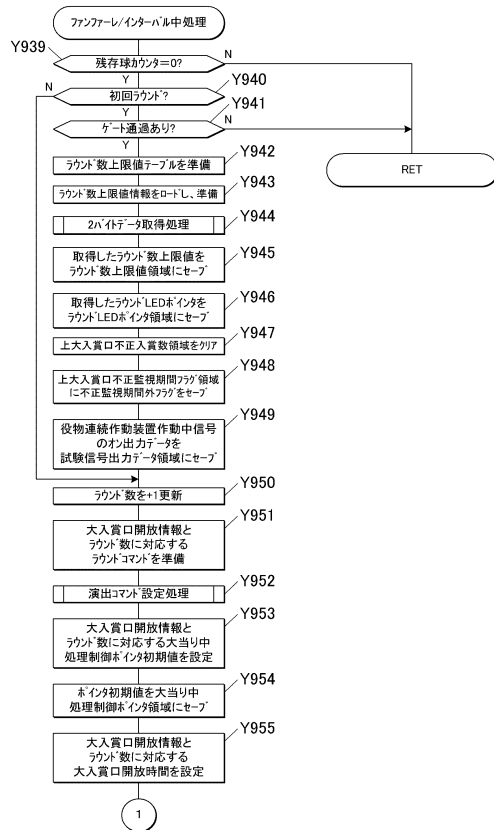 ファンファーレ/インターバル中処理
Y939
残存球カウンタ=0?
N
Y
Y940
N
初回ラウンド?
Y
Y941
ゲート通過あり?
N
Y
RET
ラウンド数上限値テーブルを準備
Y942
ラウンド数上限値情報をロードし、準備
Y943
2バイトデータ取得処理
Y944
取得したラウンド数上限値を
ラウンド数上限値領域にセーブ
Y945
取得したラウンドLEDポインタを
ラウンドLEDポインタ領域にセーブ
Y946
上大入賞口不正入賞数領域をクリア
Y947
上大入賞口不正監視期間フラグ領域
に不正監視期間外フラグをセーブ
Y948
役物連続作動装置作動中信号
のオン出力データを
試験信号出力データ領域にセーブ
Y949
ラウンド数を+1更新
Y950
大入賞口開放情報と
ラウンド数に対応する
ラウンドコマンドを準備
Y951
演出コマンド設定処理
Y952
大入賞口開放情報と
ラウンド数に対応する大当り中
処理制御ポインタ初期値を設定
Y953
ポインタ初期値を大当り中
処理制御ポインタ領域にセーブ
Y954
大入賞口開放情報と
ラウンド数に対応する
大入賞口開放時間を設定
Y955
1